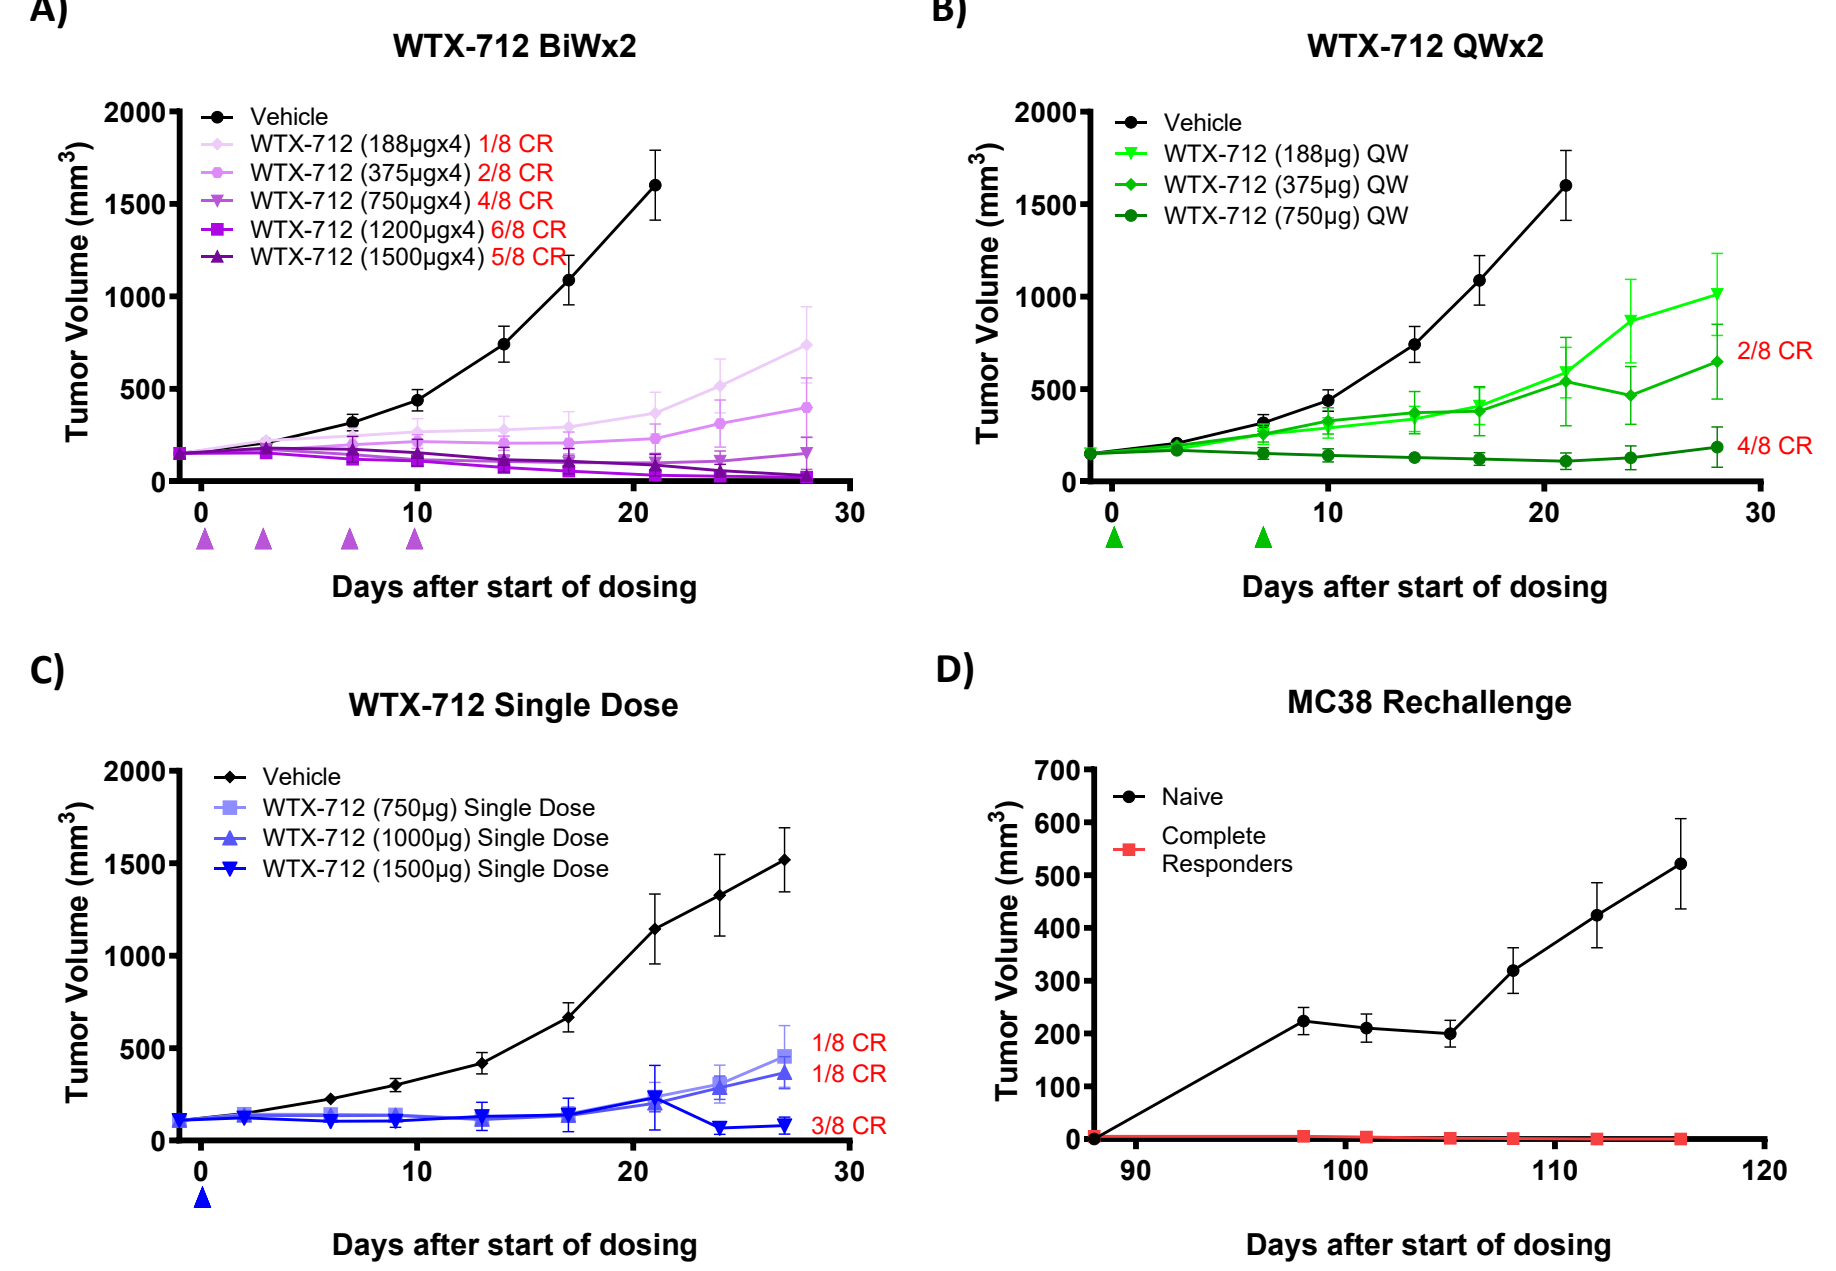 A)
WTX-712 BiWx2
Tumor Volume (mm³)
2000
1500
1000
500
0
Vehicle
WTX-712 (188µgx4) 1/8 CR
WTX-712 (375µgx4) 2/8 CR
WTX-712 (750µgx4) 4/8 CR
WTX-712 (1200µgx4) 6/8 CR
WTX-712 (1500µgx4) 5/8 CR
0 10 20 30
Days after start of dosing
B)
WTX-712 QWx2
Tumor Volume (mm³)
2000
1500
1000
500
0
Vehicle
WTX-712 (188µg) QW
WTX-712 (375µg) QW
WTX-712 (750µg) QW
2/8 CR
4/8 CR
0 10 20 30
Days after start of dosing
C)
WTX-712 Single Dose
Tumor Volume (mm³)
2000
1500
1000
500
0
Vehicle
WTX-712 (750µg) Single Dose
WTX-712 (1000µg) Single Dose
WTX-712 (1500µg) Single Dose
1/8 CR
1/8 CR
3/8 CR
0 10 20 30
Days after start of dosing
D)
MC38 Rechallenge
Tumor Volume (mm³)
700
600
500
400
300
200
100
0
Naive
Complete
Responders
90 100 110 120
Days after start of dosing